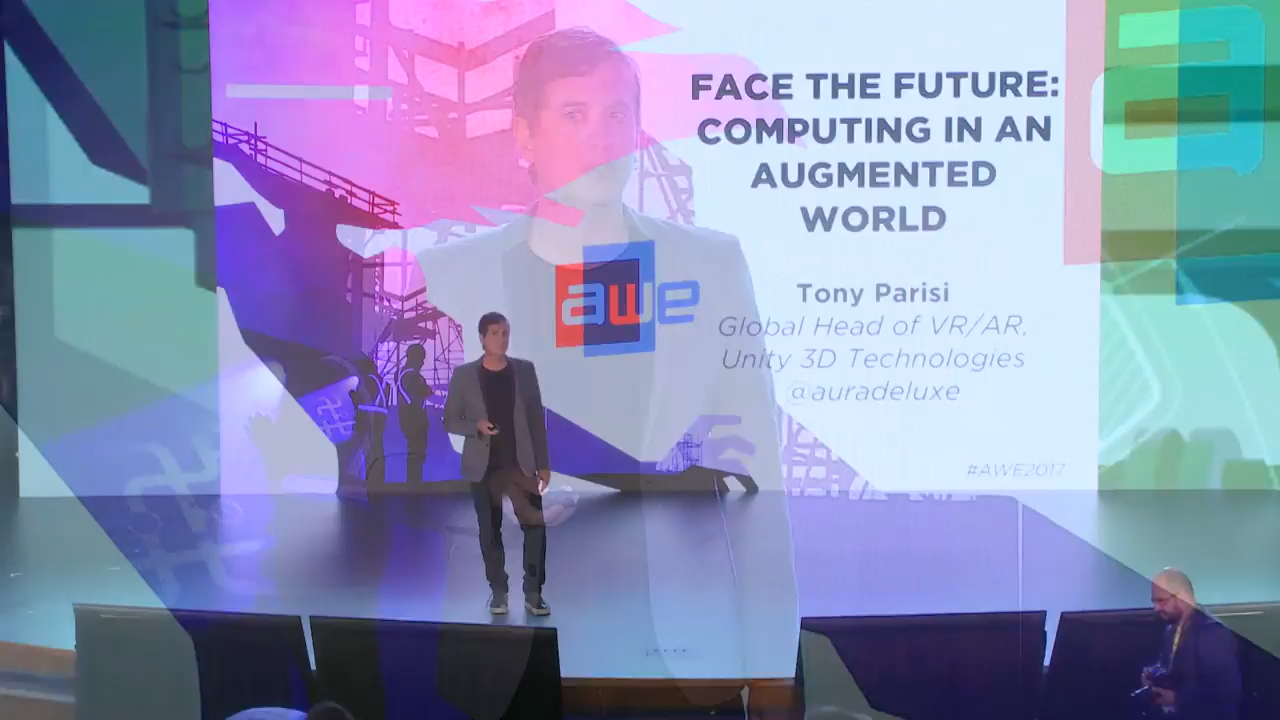 FACE THE FUTURE:
COMPUTING IN AN
AUGMENTED
WORLD
Tony Parisi
Global Head of VR/AR,
Unity 3D Technologies
@auradeluxe
#AWE2017
awe